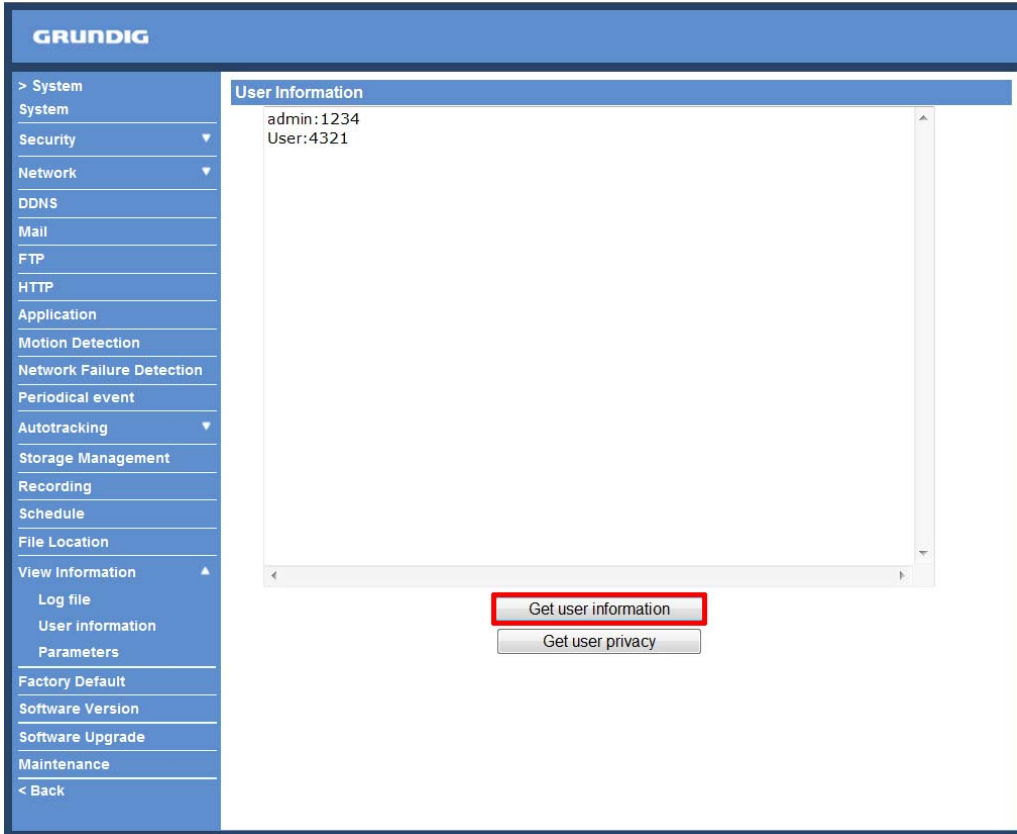 GRUNDIG
> System
System
Security
Network
DDNS
Mail
FTP
HTTP
Application
Motion Detection
Network Failure Detection
Periodical event
Autotracking
Storage Management
Recording
Schedule
File Location
View Information
Log file
User information
Parameters
Factory Default
Software Version
Software Upgrade
Maintenance
< Back
User Information
admin:1234
User:4321
Get user information
Get user privacy